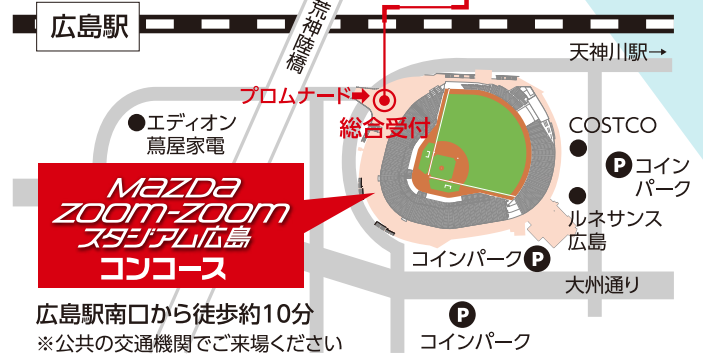 広島駅
荒神陸橋
天神川駅→
プロムナード
総合受付
エディオン
蔦屋家電
COSTCO
P
コイン
パーク
MAZDA
ZOOM-ZOOM
スタジアム広島
コンコース
ルネサンス
広島
コインパーク P
大州通り
広島駅南口から徒歩約10分
P
コインパーク
※公共の交通機関でご来場ください